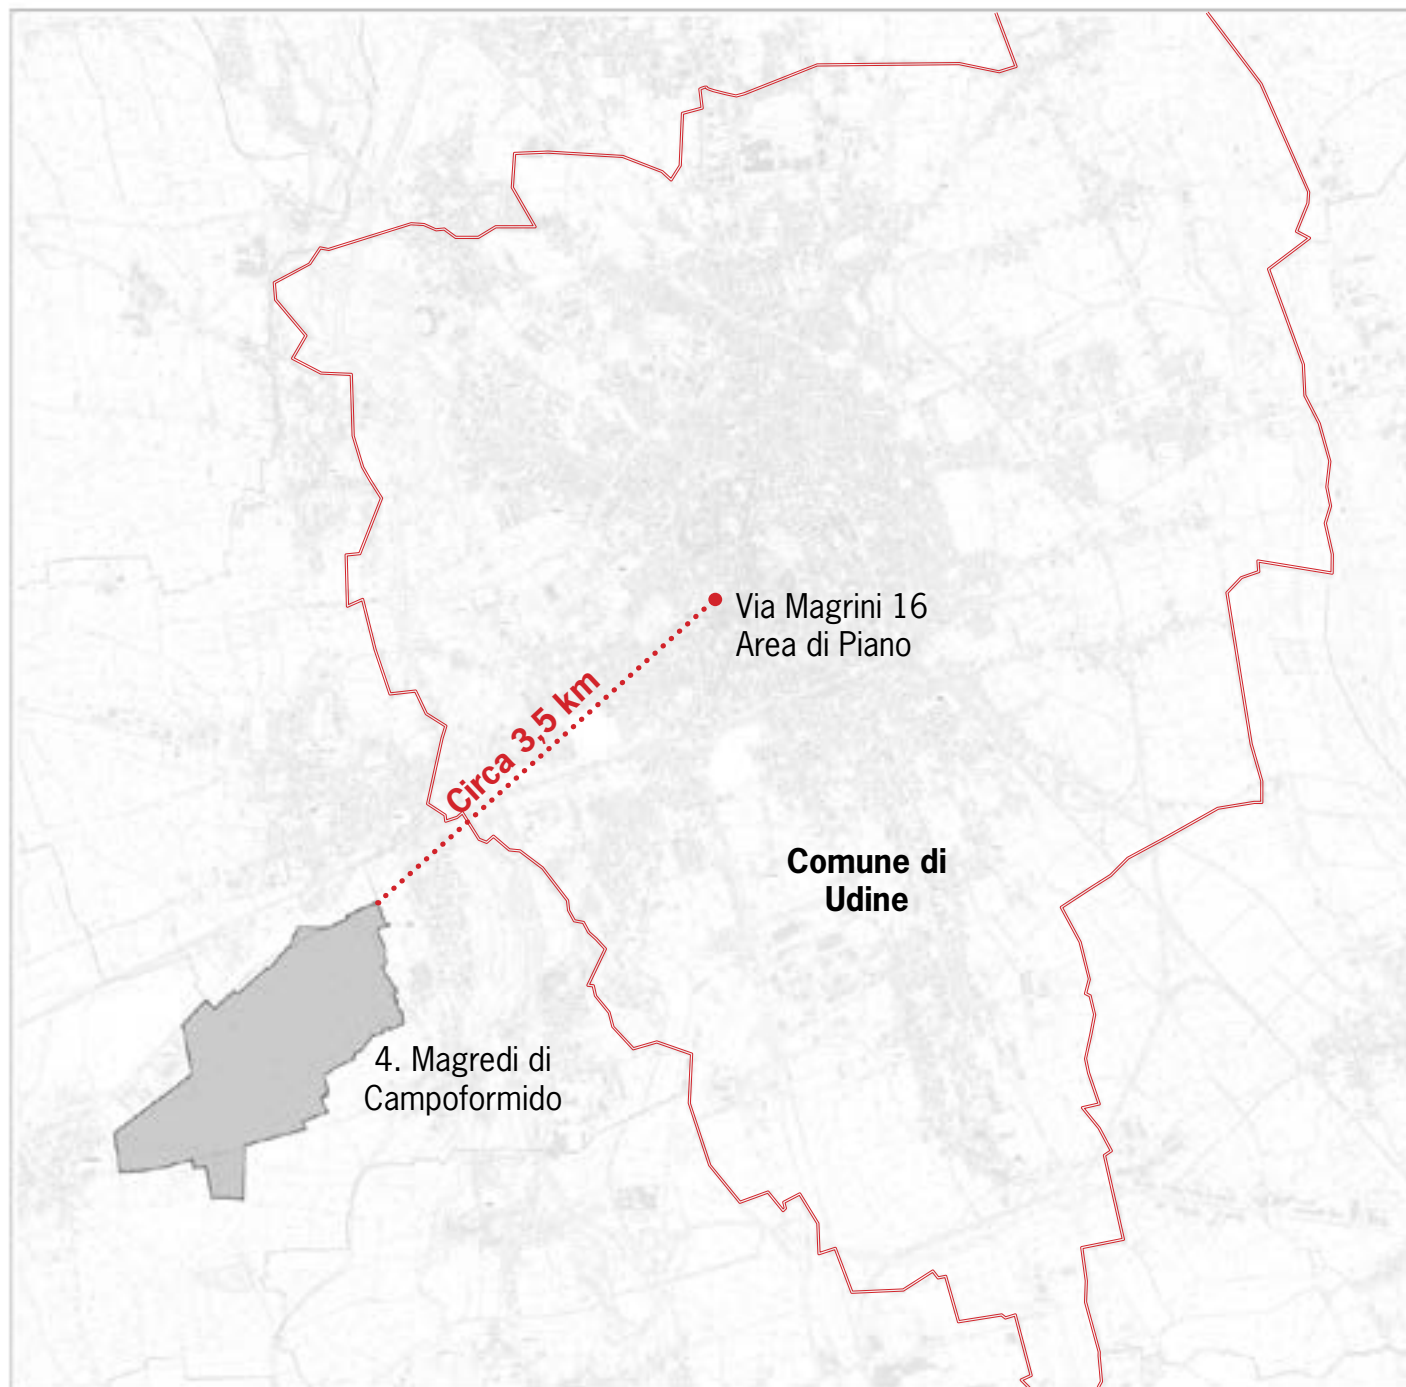 Via Magrini 16
Area di Piano
Circa 3,5 km
Comune di
Udine
4. Magredi di
Campoformido